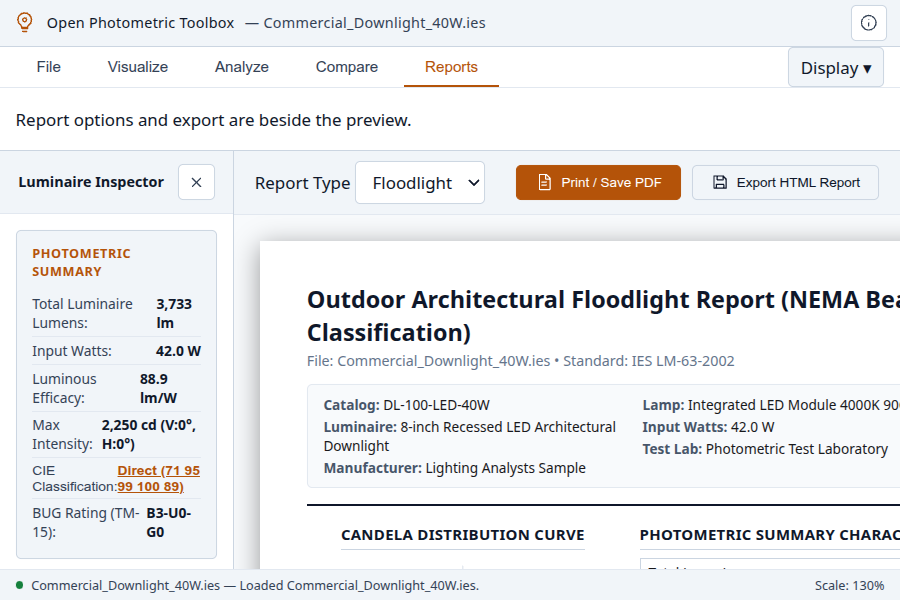 Open Photometric Toolbox — Commercial_Downlight_40W.ies
File Visualize Analyze Compare Reports Display ▾
Report options and export are beside the preview.
Luminaire Inspector
Report Type Floodlight Print / Save PDF Export HTML Report
PHOTOMETRIC
SUMMARY
Total Luminaire
Lumens:
3,733
lm
Input Watts: 42.0 W
Luminous
Efficacy:
88.9
lm/W
Max
Intensity:
2,250 cd (V:0°,
H:0°)
CIE
Classification:
Direct (71 95
99 100 89)
BUG Rating (TM-
15):
B3-U0-
G0
Outdoor Architectural Floodlight Report (NEMA Bea
Classification)
File: Commercial_Downlight_40W.ies • Standard: IES LM-63-2002
Catalog: DL-100-LED-40W
Luminaire: 8-inch Recessed LED Architectural
Downlight
Manufacturer: Lighting Analysts Sample
Lamp: Integrated LED Module 4000K 90
Input Watts: 42.0 W
Test Lab: Photometric Test Laboratory
CANDELA DISTRIBUTION CURVE
PHOTOMETRIC SUMMARY CHARAC
Commercial_Downlight_40W.ies — Loaded Commercial_Downlight_40W.ies.
Scale: 130%